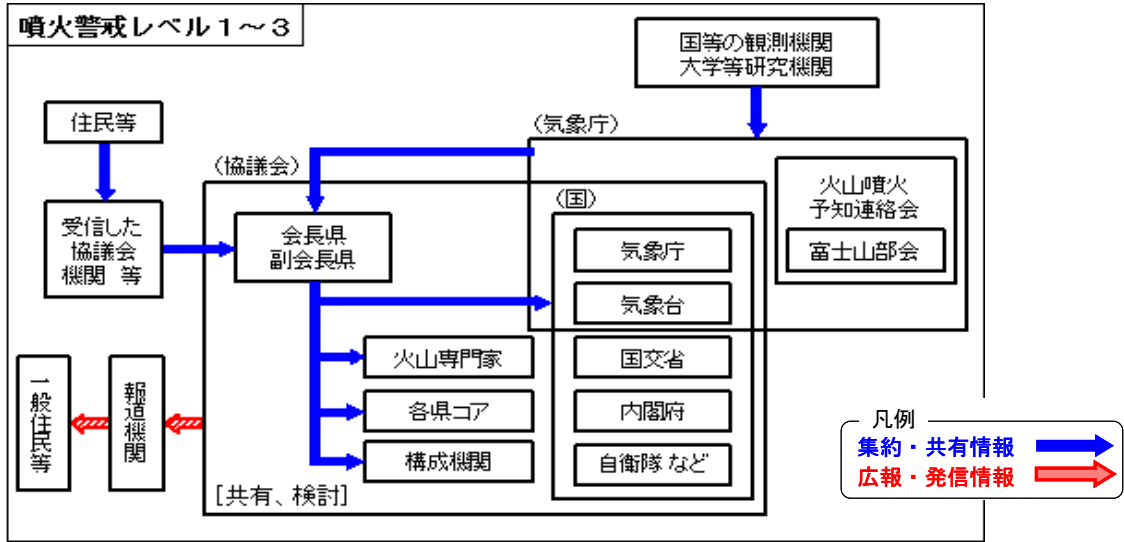 噴火警戒レベル1~3
国等の観測機関
大学等研究機関
住民等
(気象庁)
(協議会)
火山噴火
予知連絡会
富士山部会
(国)
受信した
協議会
機関 等
会長県
副会長県
気象庁
気象台
火山専門家
国交省
各県コア
内閣府
構成機関
自衛隊 など
一般住民等
報道機関
[共有、検討]
凡例
集約・共有情報
広報・発信情報